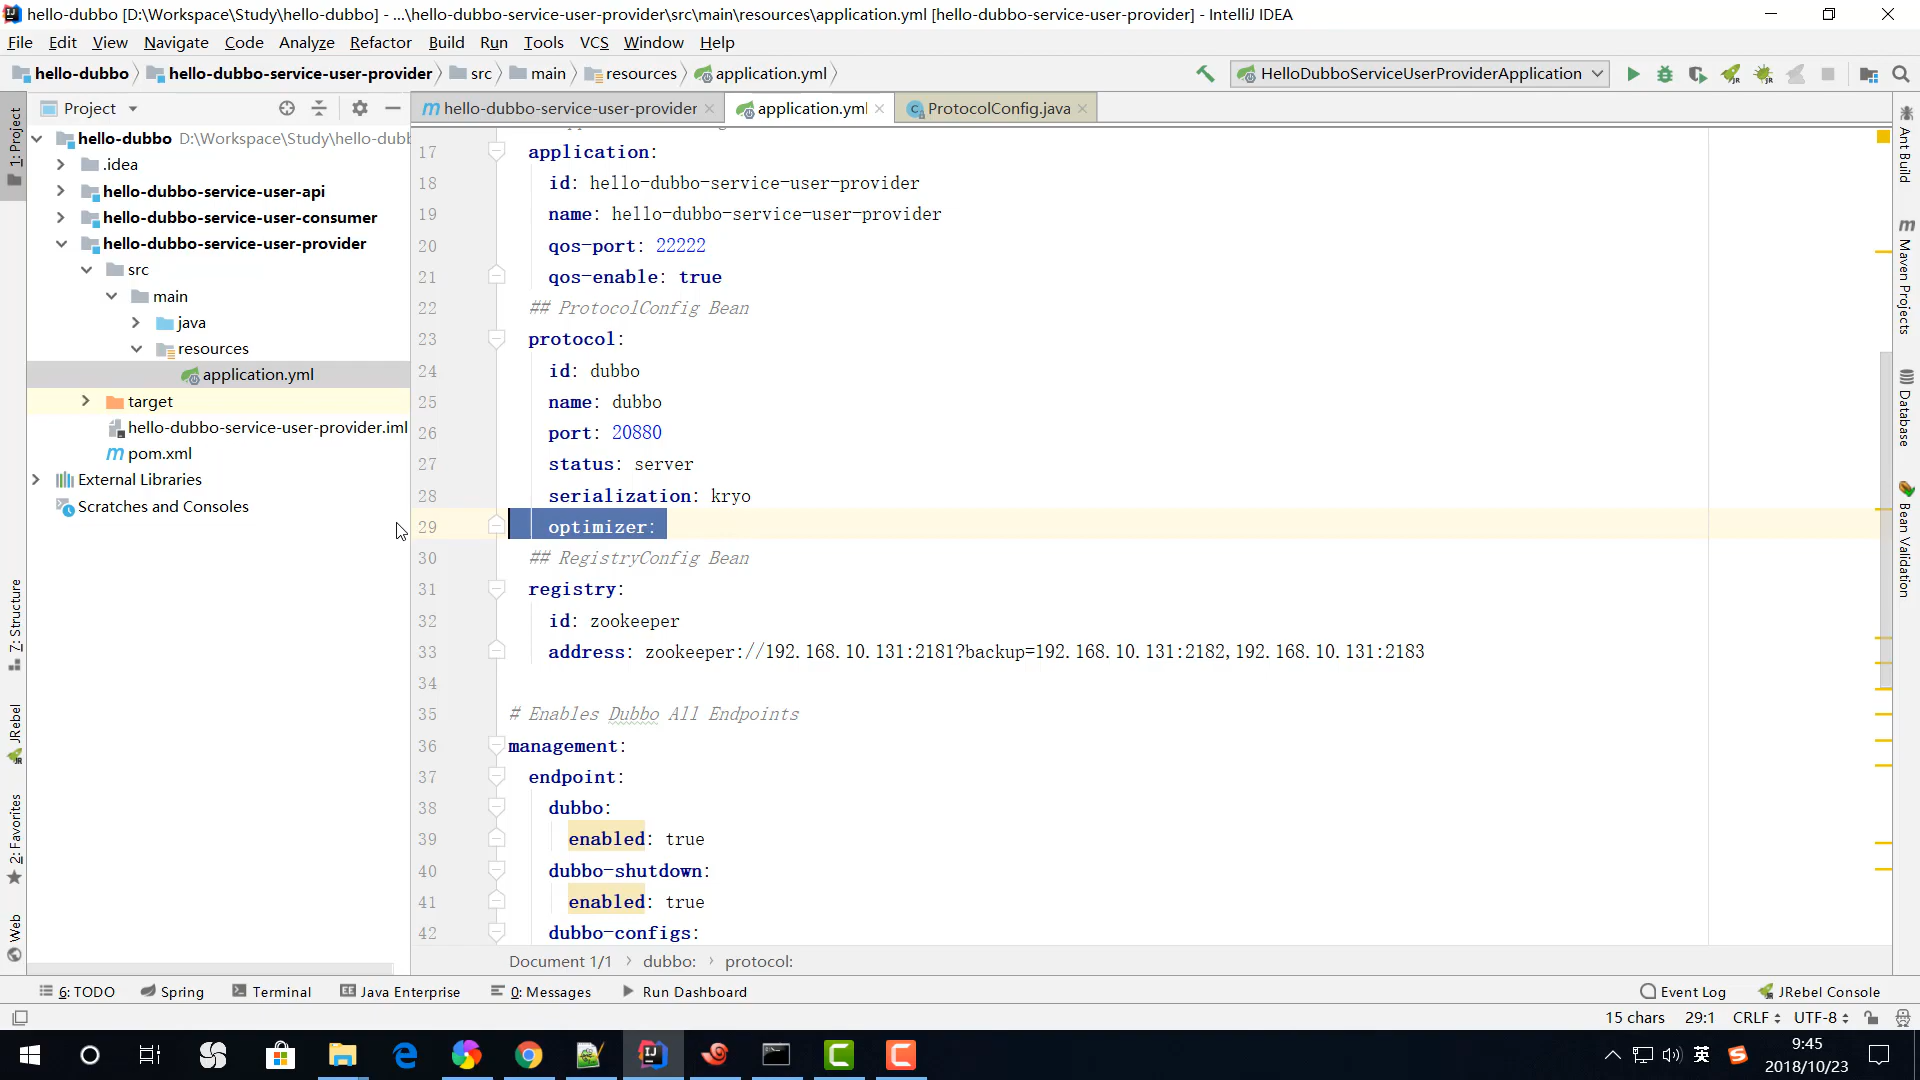 hello-dubbo [D:\Workspace\Study\hello-dubbo] - ...\hello-dubbo-service-user-provider\src\main\resources\application.yml [hello-dubbo-service-user-provider] - IntelliJ IDEA
File Edit View Navigate Code Analyze Refactor Build Run Tools VCS Window Help
hello-dubbo hello-dubbo-service-user-provider src main resources application.yml HelloDubboServiceUserProviderApplication
Project hello-dubbo-service-user-provider application.yml ProtocolConfig.java
hello-dubbo D:\Workspace\Study\hello-dubb
.idea
hello-dubbo-service-user-api
hello-dubbo-service-user-consumer
hello-dubbo-service-user-provider
src
main
java
resources
application.yml
target
hello-dubbo-service-user-provider.iml
pom.xml
External Libraries
Scratches and Consoles
17 application:
18 id: hello-dubbo-service-user-provider
19 name: hello-dubbo-service-user-provider
20 qos-port: 22222
21 qos-enable: true
22 ## ProtocolConfig Bean
23 protocol:
24 id: dubbo
25 name: dubbo
26 port: 20880
27 status: server
28 serialization: kryo
29 optimizer:
30 ## RegistryConfig Bean
31 registry:
32 id: zookeeper
33 address: zookeeper://192.168.10.131:2181?backup=192.168.10.131:2182,192.168.10.131:2183
34
35 # Enables Dubbo All Endpoints
36 management:
37 endpoint:
38 dubbo:
39 enabled: true
40 dubbo-shutdown:
41 enabled: true
42 dubbo-configs:
Document 1/1 dubbo: protocol:
1: Project
7: Structure
JRebel
2: Favorites
Web
Ant Build
Maven Projects
Database
Bean Validation
6: TODO Spring Terminal Java Enterprise 0: Messages Run Dashboard Event Log JRebel Console
15 chars 29:1 CRLF UTF-8
英
9:45
2018/10/23